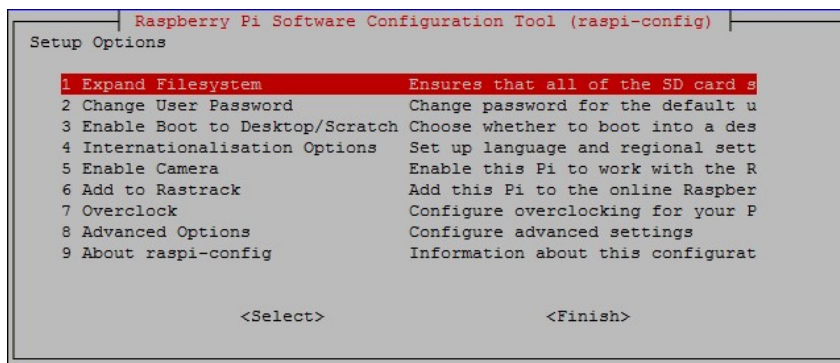 Raspberry Pi Software Configuration Tool (raspi-config)
Setup Options
1 Expand Filesystem Ensures that all of the SD card s
2 Change User Password Change password for the default u
3 Enable Boot to Desktop/Scratch Choose whether to boot into a des
4 Internationalisation Options Set up language and regional sett
5 Enable Camera Enable this Pi to work with the R
6 Add to Rastrack Add this Pi to the online Raspber
7 Overclock Configure overclocking for your P
8 Advanced Options Configure advanced settings
9 About raspi-config Information about this configurat
<Select> <Finish>